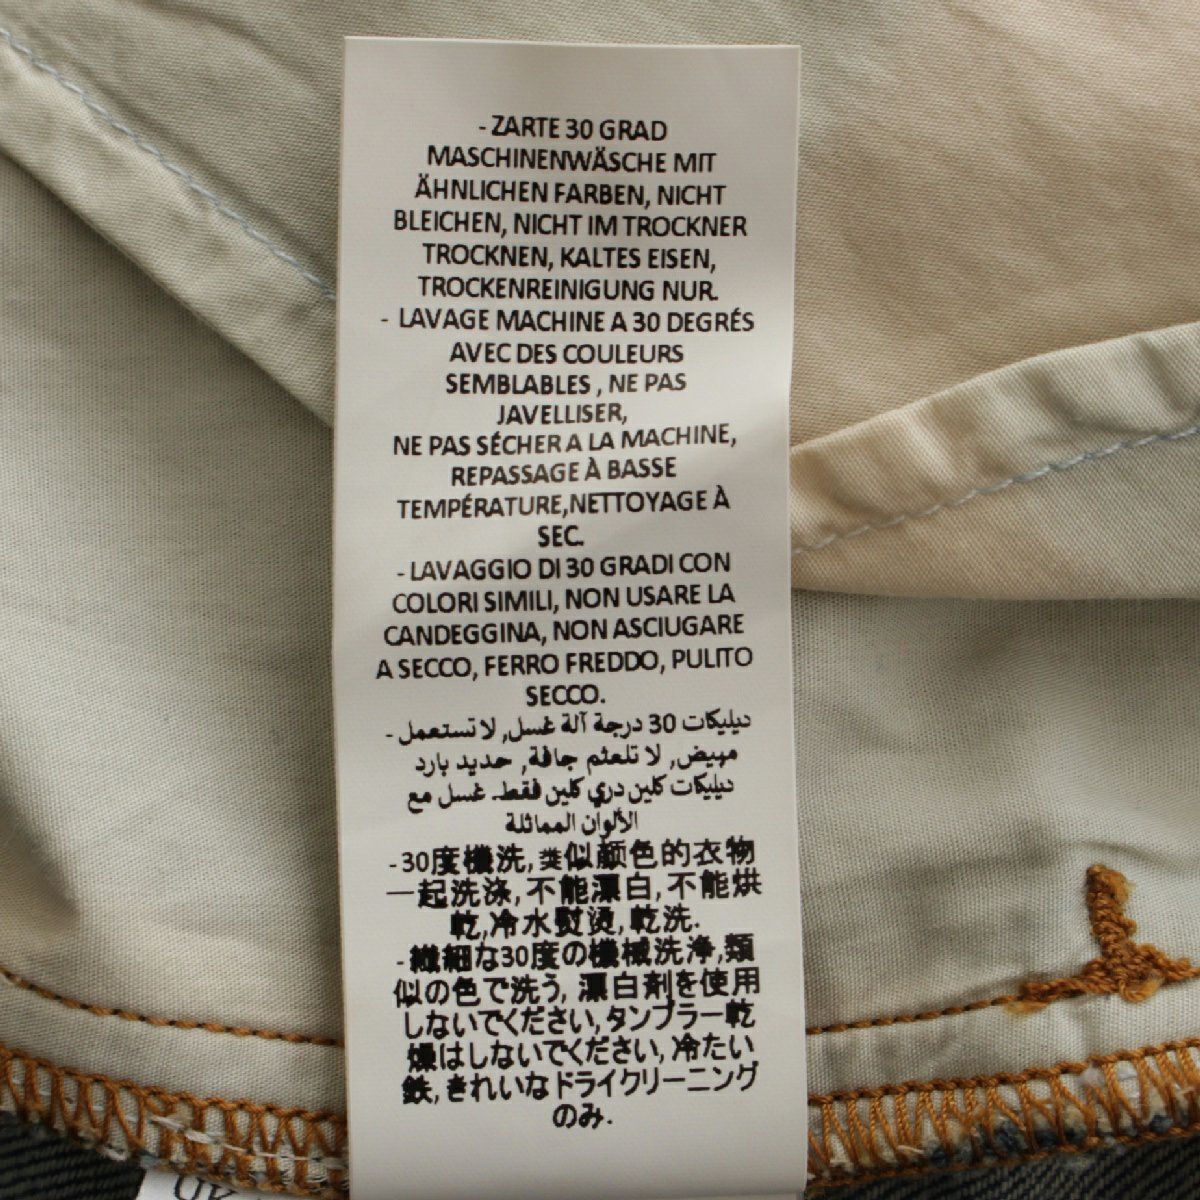 - ZARTE 30 GRAD
MASCHINENWÄSCHE MIT
ÄHNLICHEN FARBEN, NICHT
BLEICHEN, NICHT IM TROCKNER
TROCKNEN, KALTES EISEN,
TROCKENREINIGUNG NUR.
- LAVAGE MACHINE A 30 DEGRÉS
AVEC DES COULEURS
SEMBLABLES , NE PAS
JAVELLISER,
NE PAS SÉCHER A LA MACHINE,
REPASSAGE À BASSE
TEMPÉRATURE,NETTOYAGE À
SEC.
- LAVAGGIO DI 30 GRADI CON
COLORI SIMILI, NON USARE LA
CANDEGGINA, NON ASCIUGARE
A SECCO, FERRO FREDDO, PULITO
SECCO.
ديليكات 30 درجة آلة غسل, لا تستعمل -
مهيض, لا تلعثم جافة, حديد بارد
ديليكات كلين دري كلين فقط. غسل مع
الألوان المماثلة
- 30度機洗, 类似颜色的衣物
一起洗涤, 不能漂白, 不能烘
乾,冷水熨烫, 乾洗.
- 繊細な30度の機械洗浄, 類
似の色で洗う, 漂白剤を使用
しないでください, タンブラー乾
燥はしないでください, 冷たい
鉄, きれいなドライクリーニング
のみ.